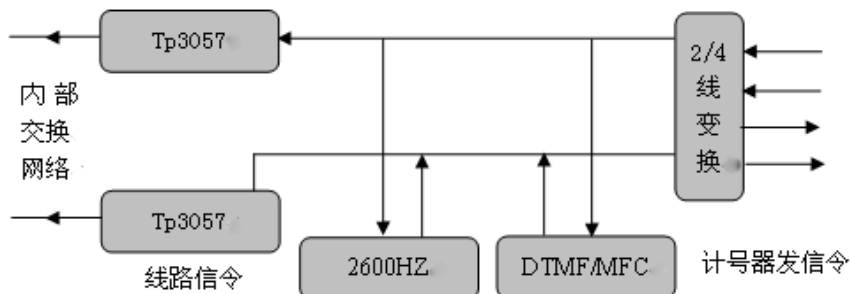 Tp3057
2/4
线
变
换
内 部
交换
网络
Tp3057
线路信令
2600HZ
DTMF/MFC
计号器发信令